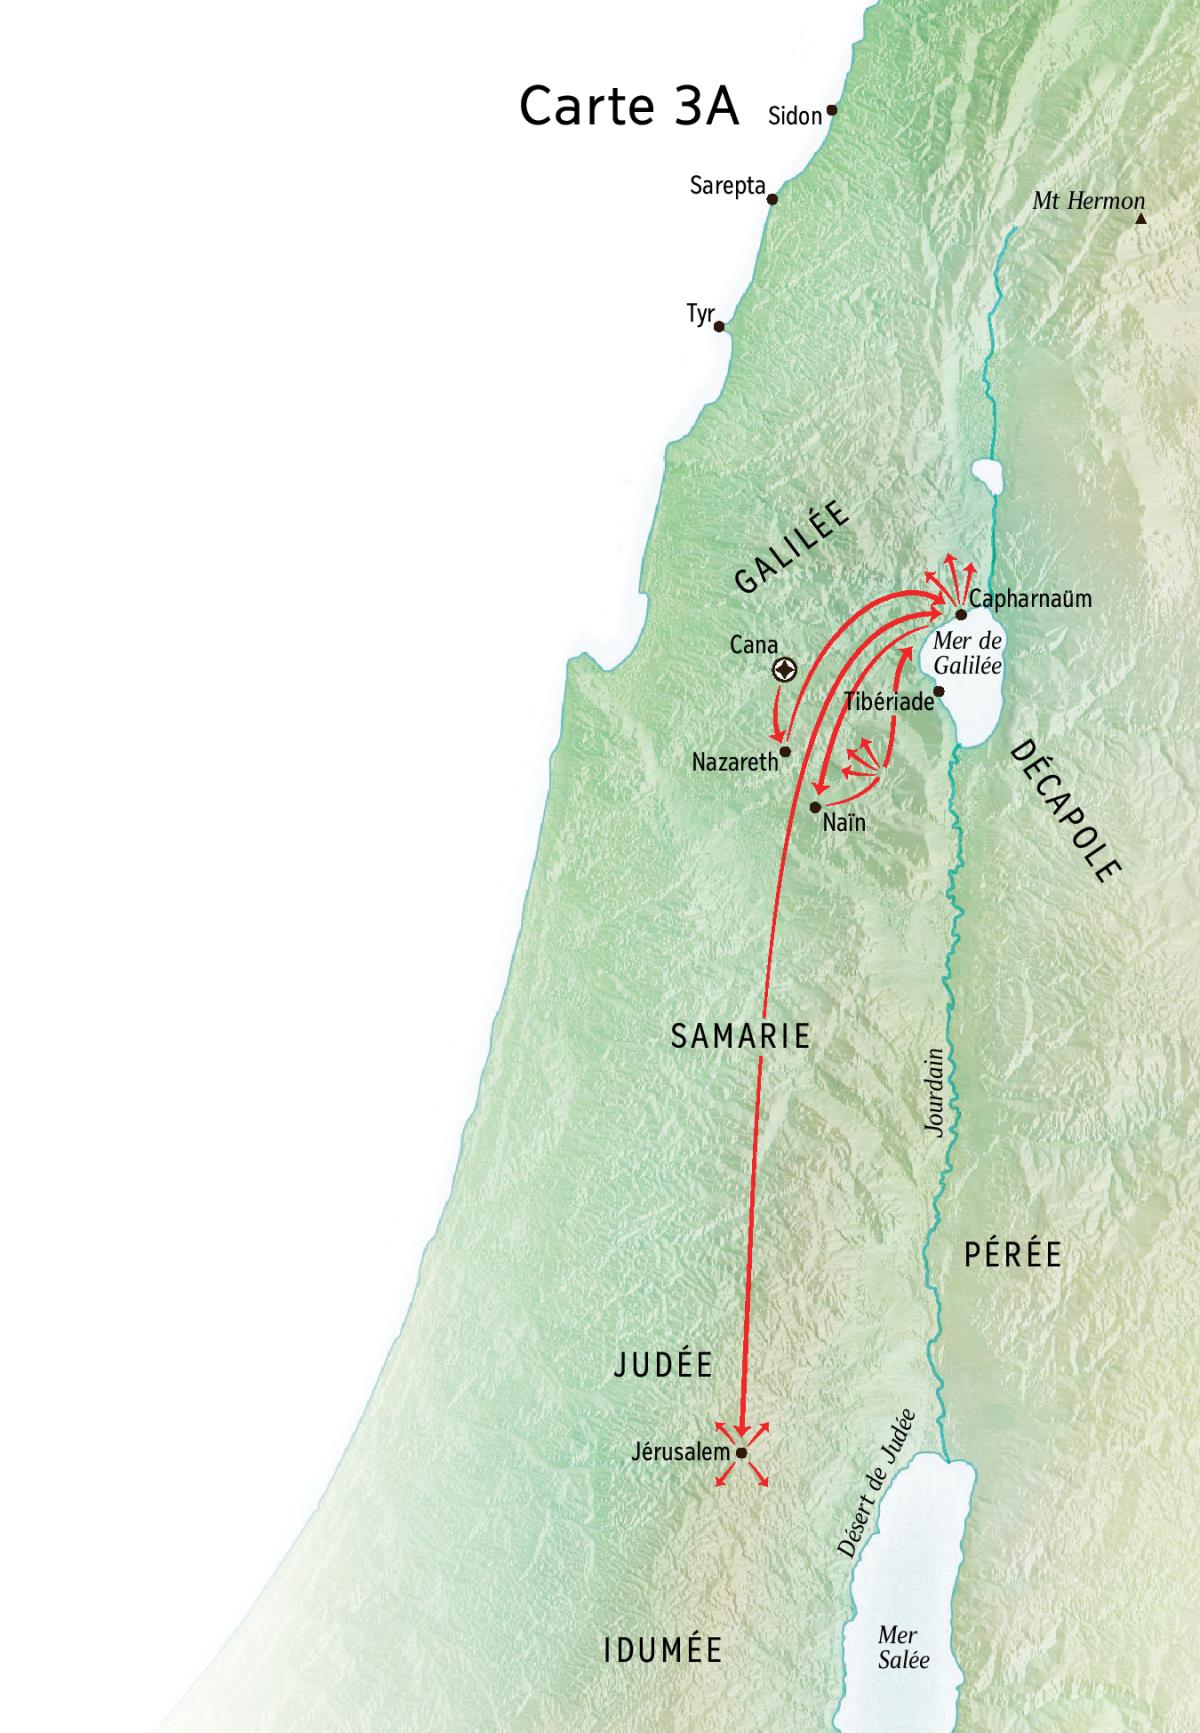 Carte 3A
Sidon
Sarepta
Mt Hermon
Tyr
GALILÉE
Capharnaüm
Cana
Mer de
Galilée
Tibériade
Nazareth
DÉCAPOLE
Naïn
SAMARIE
Jourdain
PÉRÉE
JUDÉE
Jérusalem
Désert de Judée
IDUMÉE
Mer
Salée